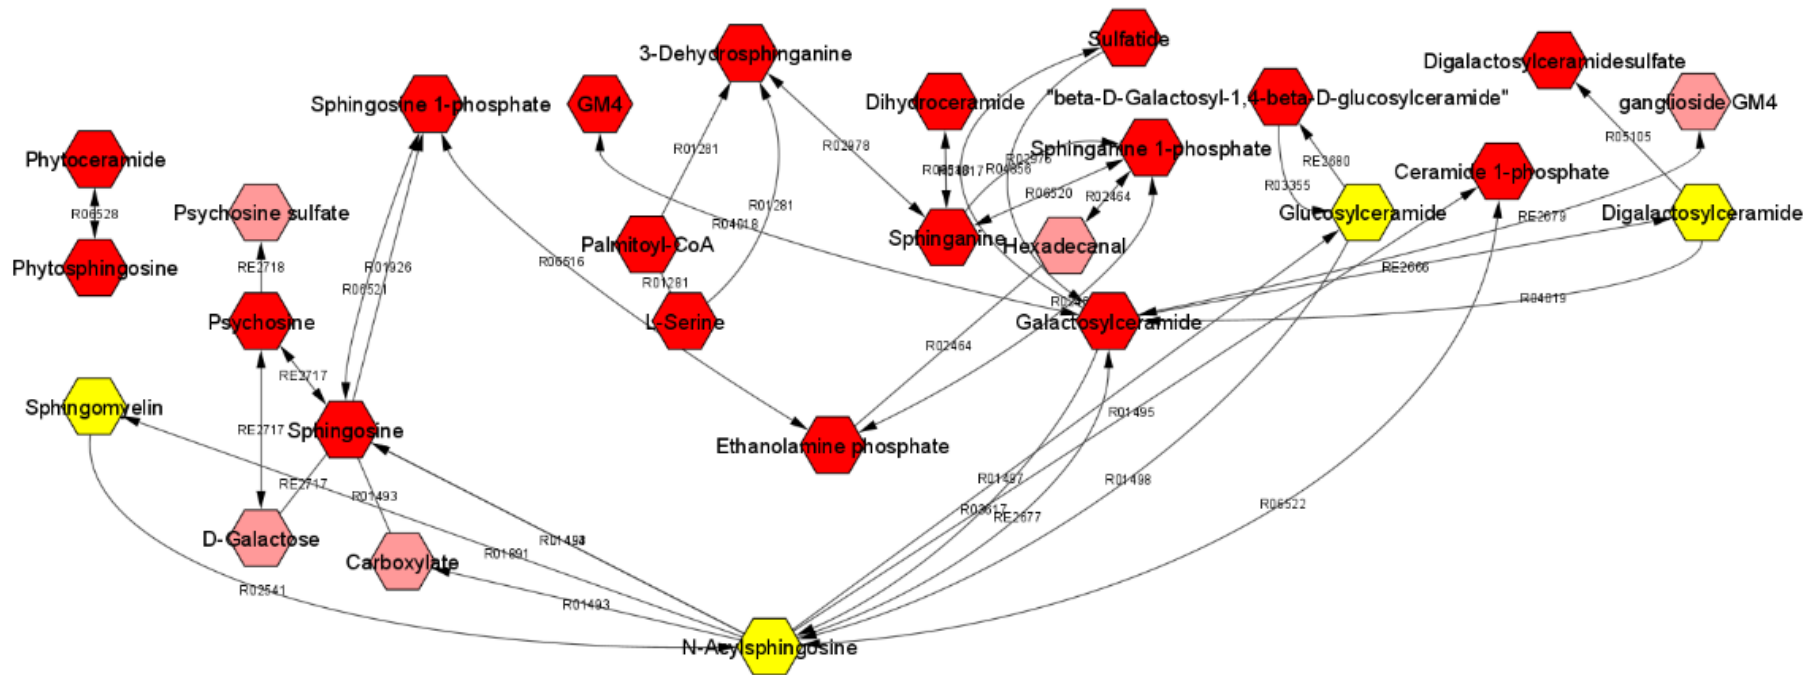 Sulfatide
3-Dehydrosphinganine
Digalactosylceramidesulfate
Sphingosine 1-phosphate
GM4
Dihydroceramide
"beta-D-Galactosyl-1,4-beta-D-glucosylceramide"
ganglioside GM4
R05105
R01281
R02978
Sphinganine 1-phosphate
Phytoceramide
RE2680
Ceramide 1-phosphate
R03355
R06520
R02464
R01281
R06528
Psychosine sulfate
Glucosylceramide
Digalactosylceramide
RE2679
R04018
Palmitoyl-CoA
Sphinganine
Hexadecanal
R06516
Phytosphingosine
RE2718
R01926
RE2666
R01281
R06521
R04019
Psychosine
L-Serine
Galactosylceramide
R02464
RE2717
Sphingomyelin
R01495
RE2717
Sphingosine
Ethanolamine phosphate
RE2717
R01493
R01497
R01498
R06522
R03617
RE2677
D-Galactose
R01891
Carboxylate
R02541
R01493
N-Acylsphingosine